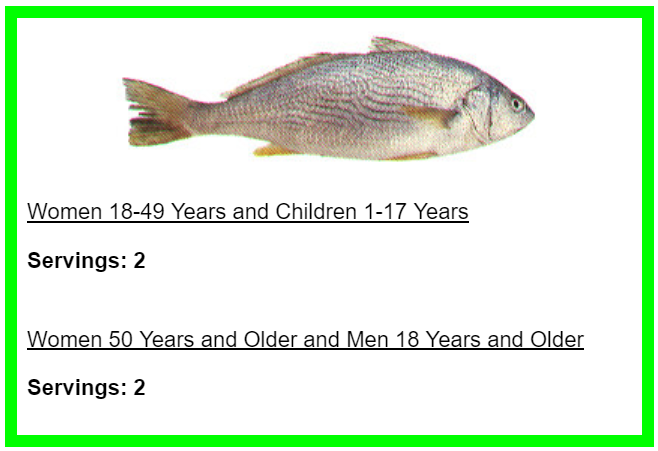 Women 18-49 Years and Children 1-17 Years
Servings: 2
Women 50 Years and Older and Men 18 Years and Older
Servings: 2